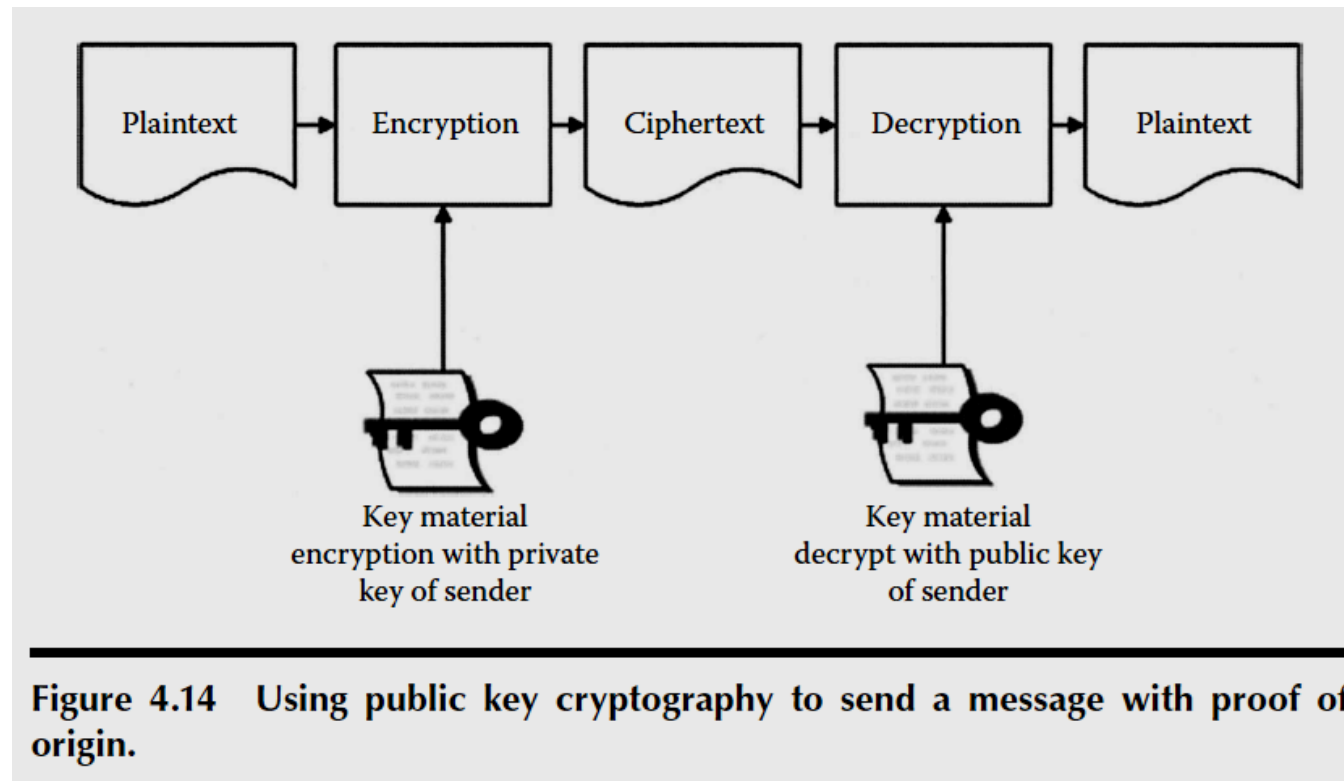 Plaintext
Encryption
Ciphertext
Decryption
Plaintext
Key material
encryption with private
key of sender
Key material
decrypt with public key
of sender
Figure 4.14 Using public key cryptography to send a message with proof of
origin.